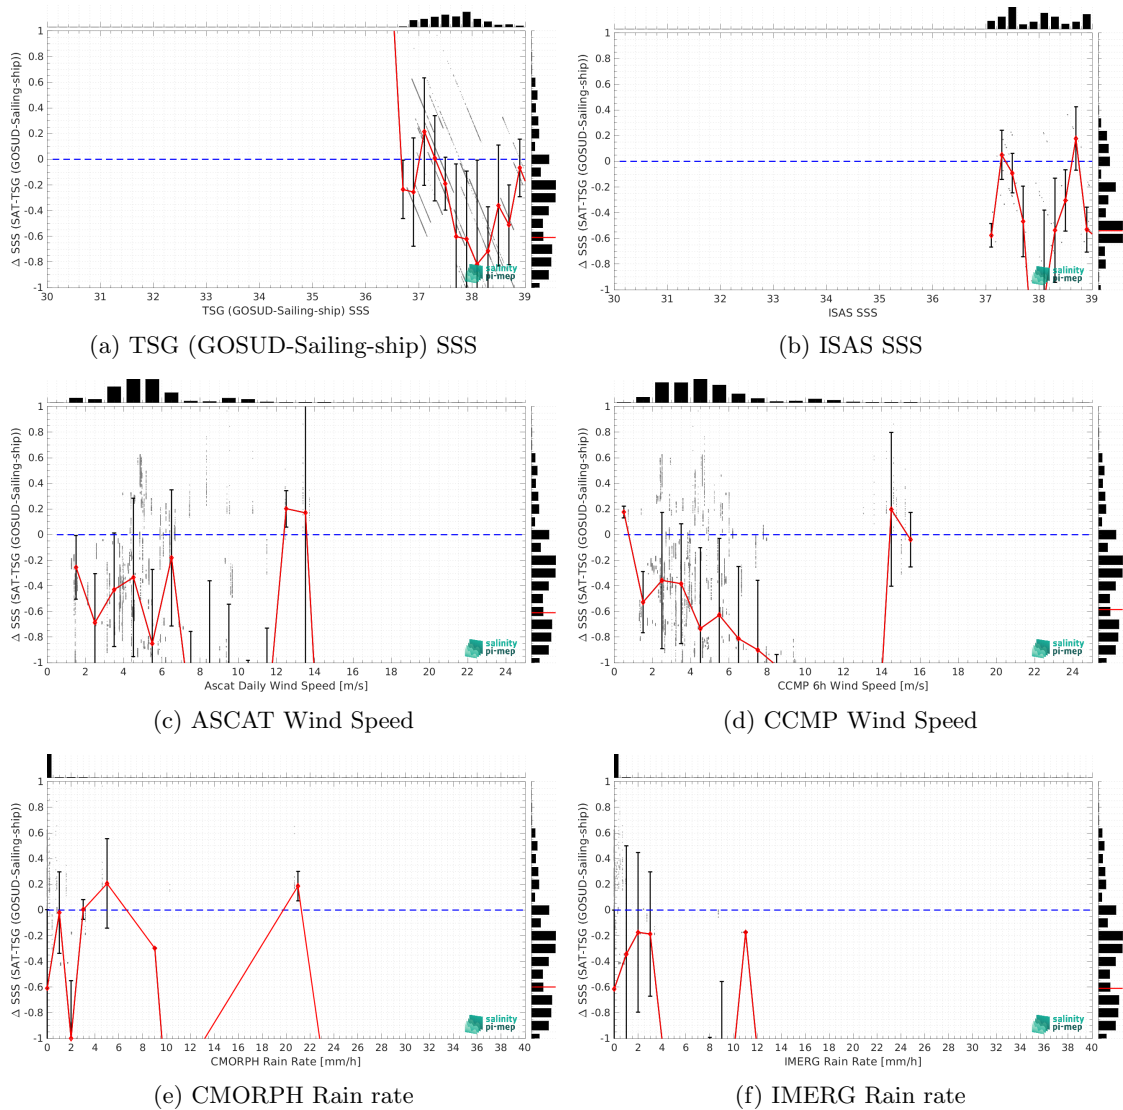 1
0.8
0.6
0.4
0.2
0
-0.2
-0.4
-0.6
-0.8
-1
Δ SSS (SAT-TSG (GOSUD-Sailing-ship))
salinity
pi-mep
30 31 32 33 34 35 36 37 38 39
TSG (GOSUD-Sailing-ship) SSS
(a) TSG (GOSUD-Sailing-ship) SSS
1
0.8
0.6
0.4
0.2
0
-0.2
-0.4
-0.6
-0.8
-1
Δ SSS (SAT-TSG (GOSUD-Sailing-ship))
salinity
pi-mep
30 31 32 33 34 35 36 37 38 39
ISAS SSS
(b) ISAS SSS
1
0.8
0.6
0.4
0.2
0
-0.2
-0.4
-0.6
-0.8
-1
Δ SSS (SAT-TSG (GOSUD-Sailing-ship))
salinity
pi-mep
0 2 4 6 8 10 12 14 16 18 20 22 24
Ascat Daily Wind Speed [m/s]
(c) ASCAT Wind Speed
1
0.8
0.6
0.4
0.2
0
-0.2
-0.4
-0.6
-0.8
-1
Δ SSS (SAT-TSG (GOSUD-Sailing-ship))
salinity
pi-mep
0 2 4 6 8 10 12 14 16 18 20 22 24
CCMP 6h Wind Speed [m/s]
(d) CCMP Wind Speed
1
0.8
0.6
0.4
0.2
0
-0.2
-0.4
-0.6
-0.8
-1
Δ SSS (SAT-TSG (GOSUD-Sailing-ship))
salinity
pi-mep
0 2 4 6 8 10 12 14 16 18 20 22 24 26 28 30 32 34 36 38 40
CMORPH Rain Rate [mm/h]
(e) CMORPH Rain rate
1
0.8
0.6
0.4
0.2
0
-0.2
-0.4
-0.6
-0.8
-1
Δ SSS (SAT-TSG (GOSUD-Sailing-ship))
salinity
pi-mep
0 2 4 6 8 10 12 14 16 18 20 22 24 26 28 30 32 34 36 38 40
IMERG Rain Rate [mm/h]
(f) IMERG Rain rate